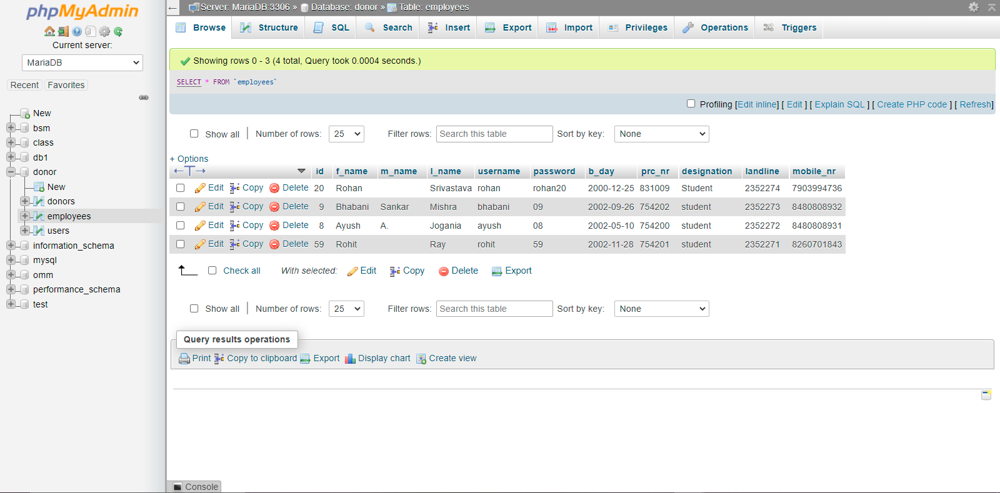 phpMyAdmin
Current server:
MariaDB
Recent Favorites
New
bsm
class
db1
donor
New
donors
employees
users
information_schema
mysql
omm
performance_schema
test
Server: MariaDB:3306 » Database: donor » Table: employees
Browse Structure SQL Search Insert Export Import Privileges Operations Triggers
Showing rows 0 - 3 (4 total, Query took 0.0004 seconds.)
SELECT * FROM `employees`
Profiling [Edit inline] [ Edit ] [ Explain SQL ] [ Create PHP code ] [ Refresh]
Show all Number of rows: 25 Filter rows: Search this table Sort by key: None
+ Options
←T→ id f_name m_name l_name username password b_day prc_nr designation landline mobile_nr
Edit Copy Delete 20 Rohan Srivastava rohan rohan20 2000-12-25 831009 Student 2352274 7903994736
Edit Copy Delete 9 Bhabani Sankar Mishra bhabani 09 2002-09-26 754202 student 2352273 8480808932
Edit Copy Delete 8 Ayush A. Jogania ayush 08 2002-05-10 754200 student 2352272 8480808931
Edit Copy Delete 59 Rohit Ray rohit 59 2002-11-28 754201 student 2352271 8260701843
Check all With selected: Edit Copy Delete Export
Show all Number of rows: 25 Filter rows: Search this table Sort by key: None
Query results operations
Print Copy to clipboard Export Display chart Create view
Console